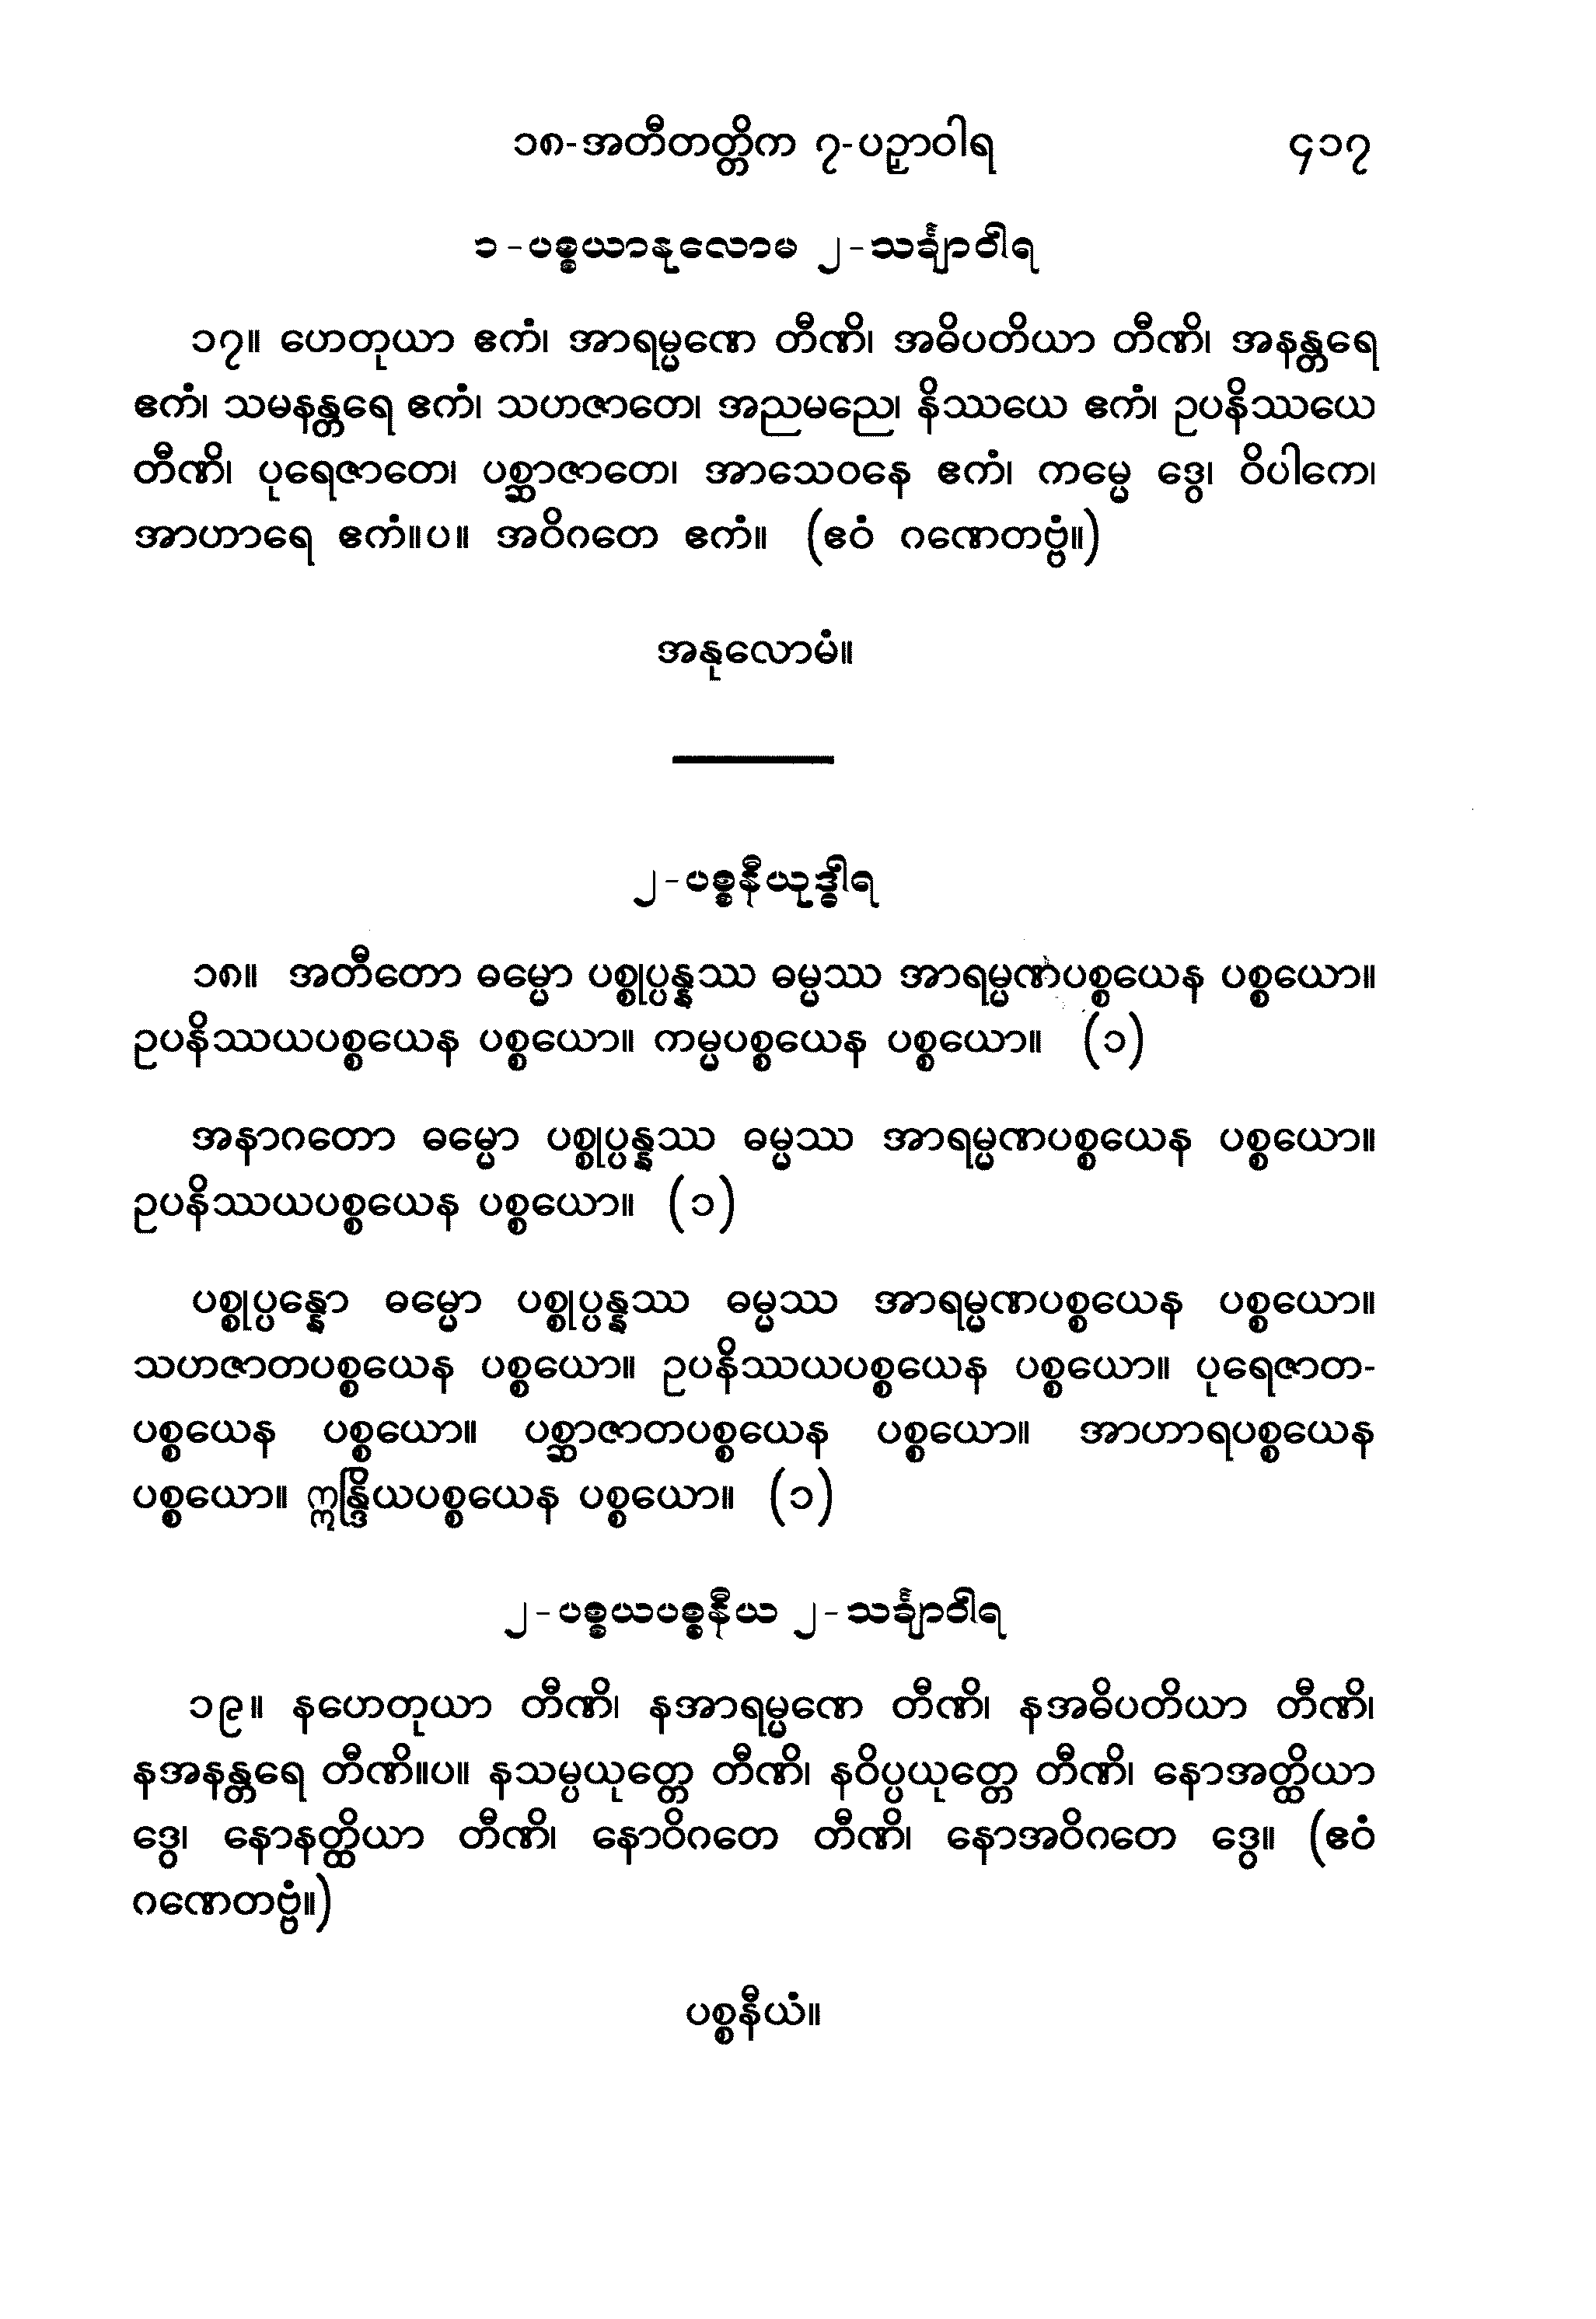 ၁၈-အတီတတ္တိက ၇-ပဉှာဝါရ ၄၁၇
၁-ပစ္စယာနုလောမ ၂-သင်္ချာဝါရ
၁၇။ ဟေတုယာ ဧကံ၊ အာရမ္မဏေ တီဏိ၊ အဓိပတိယာ တီဏိ၊ အနန္တရေ
ဧကံ၊ သမနန္တရေ ဧကံ၊ သဟဇာတေ၊ အညမညေ၊ နိဿယေ ဧကံ၊ ဥပနိဿယေ
တီဏိ၊ ပုရေဇာတေ၊ ပစ္ဆာဇာတေ၊ အာသေဝနေ ဧကံ၊ ကမ္မေ ဒွေ၊ ဝိပါကေ၊
အာဟာရေ ဧကံ။ပ။ အဝိဂတေ ဧကံ။ (ဧဝံ ဂဏေတဗ္ဗံ။)
အနုလောမံ။
၂-ပစ္စနီယုဒ္ဓါရ
၁၈။ အတီတော ဓမ္မော ပစ္စုပ္ပန္နဿ ဓမ္မဿ အာရမ္မဏပစ္စယေန ပစ္စယော။
ဥပနိဿယပစ္စယေန ပစ္စယော။ ကမ္မပစ္စယေန ပစ္စယော။ (၁)
အနာဂတော ဓမ္မော ပစ္စုပ္ပန္နဿ ဓမ္မဿ အာရမ္မဏပစ္စယေန ပစ္စယော။
ဥပနိဿယပစ္စယေန ပစ္စယော။ (၁)
ပစ္စုပ္ပန္နော ဓမ္မော ပစ္စုပ္ပန္နဿ ဓမ္မဿ အာရမ္မဏပစ္စယေန ပစ္စယော။
သဟဇာတပစ္စယေန ပစ္စယော။ ဥပနိဿယပစ္စယေန ပစ္စယော။ ပုရေဇာတ-
ပစ္စယေန ပစ္စယော။ ပစ္ဆာဇာတပစ္စယေန ပစ္စယော။ အာဟာရပစ္စယေန
ပစ္စယော။ ဣန္ဒြိယပစ္စယေန ပစ္စယော။ (၁)
၂-ပစ္စယပစ္စနီယ ၂-သင်္ချာဝါရ
၁၉။ နဟေတုယာ တီဏိ၊ နအာရမ္မဏေ တီဏိ၊ နအဓိပတိယာ တီဏိ၊
နအနန္တရေ တီဏိ။ပ။ နသမ္ပယုတ္တေ တီဏိ၊ နဝိပ္ပယုတ္တေ တီဏိ၊ နောအတ္ထိယာ
ဒွေ၊ နောနတ္ထိယာ တီဏိ၊ နောဝိဂတေ တီဏိ၊ နောအဝိဂတေ ဒွေ။ (ဧဝံ
ဂဏေတဗ္ဗံ။)
ပစ္စနီယံ။